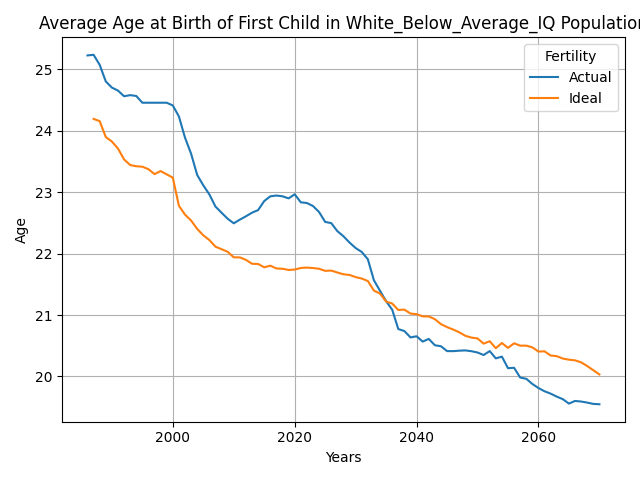 Average Age at Birth of First Child in White_Below_Average_IQ Population
Fertility
Actual
Ideal
25
24
23
22
21
20
Age
2000
2020
2040
2060
Years